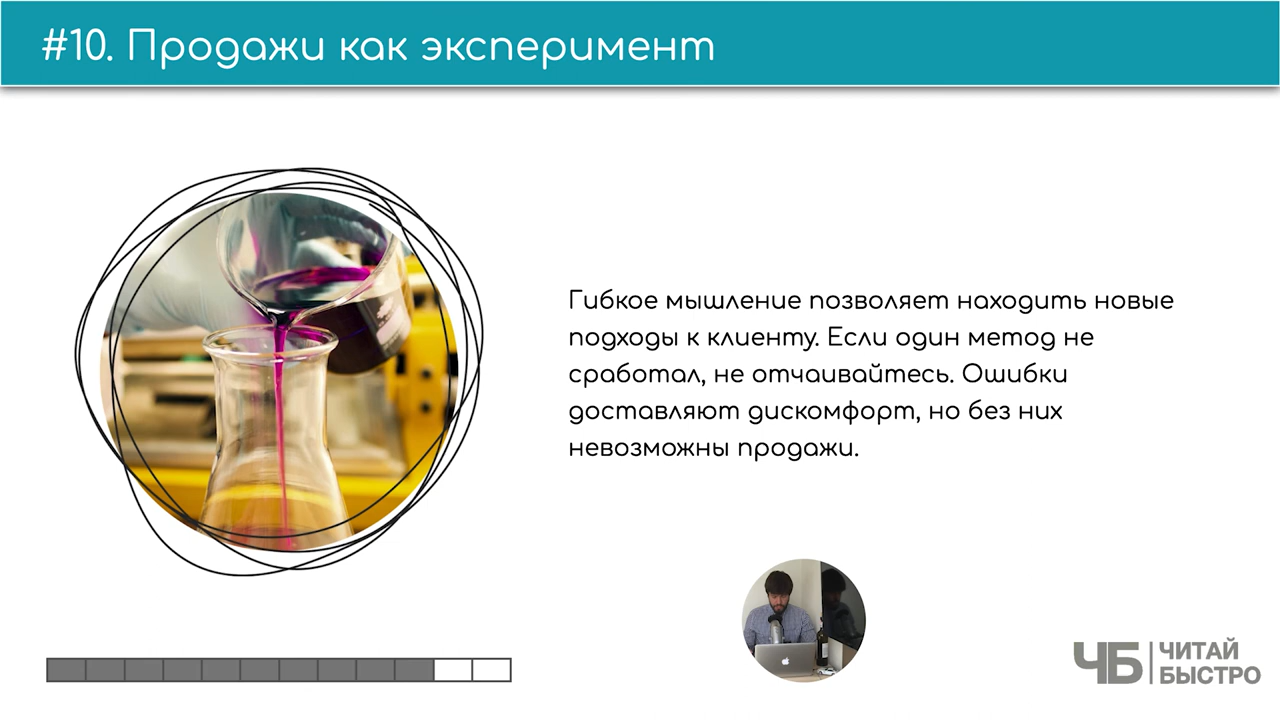 #10. Продажи как эксперимент
Гибкое мышление позволяет находить новые
подходы к клиенту. Если один метод не
сработал, не отчаивайтесь. Ошибки
доставляют дискомфорт, но без них
невозможны продажи.
ЧБ
ЧИТАЙ
БЫСТРО